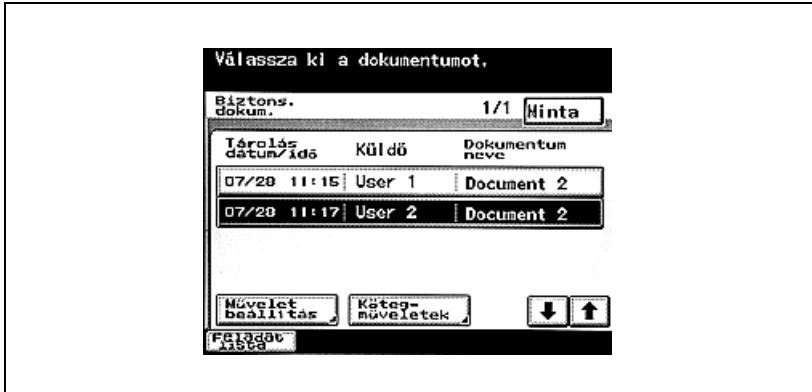 Válassza ki a dokumentumot.
Biztons.
dokum.
1/1 Minta
Tárolás
dátum/idő
Küldő
Dokumentum
neve
07/28 11:15 User 1 Document 2
07/28 11:17 User 2 Document 2
Művelet
beállítás
Köteg-
műveletek
Feladat
lista